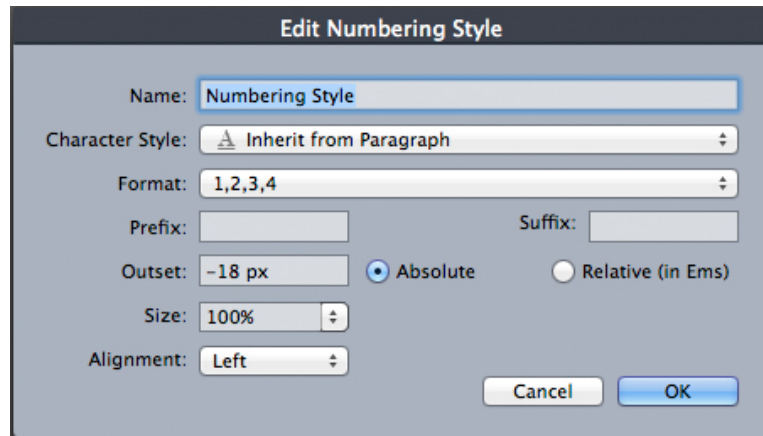 Edit Numbering Style
Name: Numbering Style
Character Style: A Inherit from Paragraph
Format: 1,2,3,4
Prefix: Suffix:
Outset: -18 px Absolute Relative (in Ems)
Size: 100%
Alignment: Left
Cancel OK